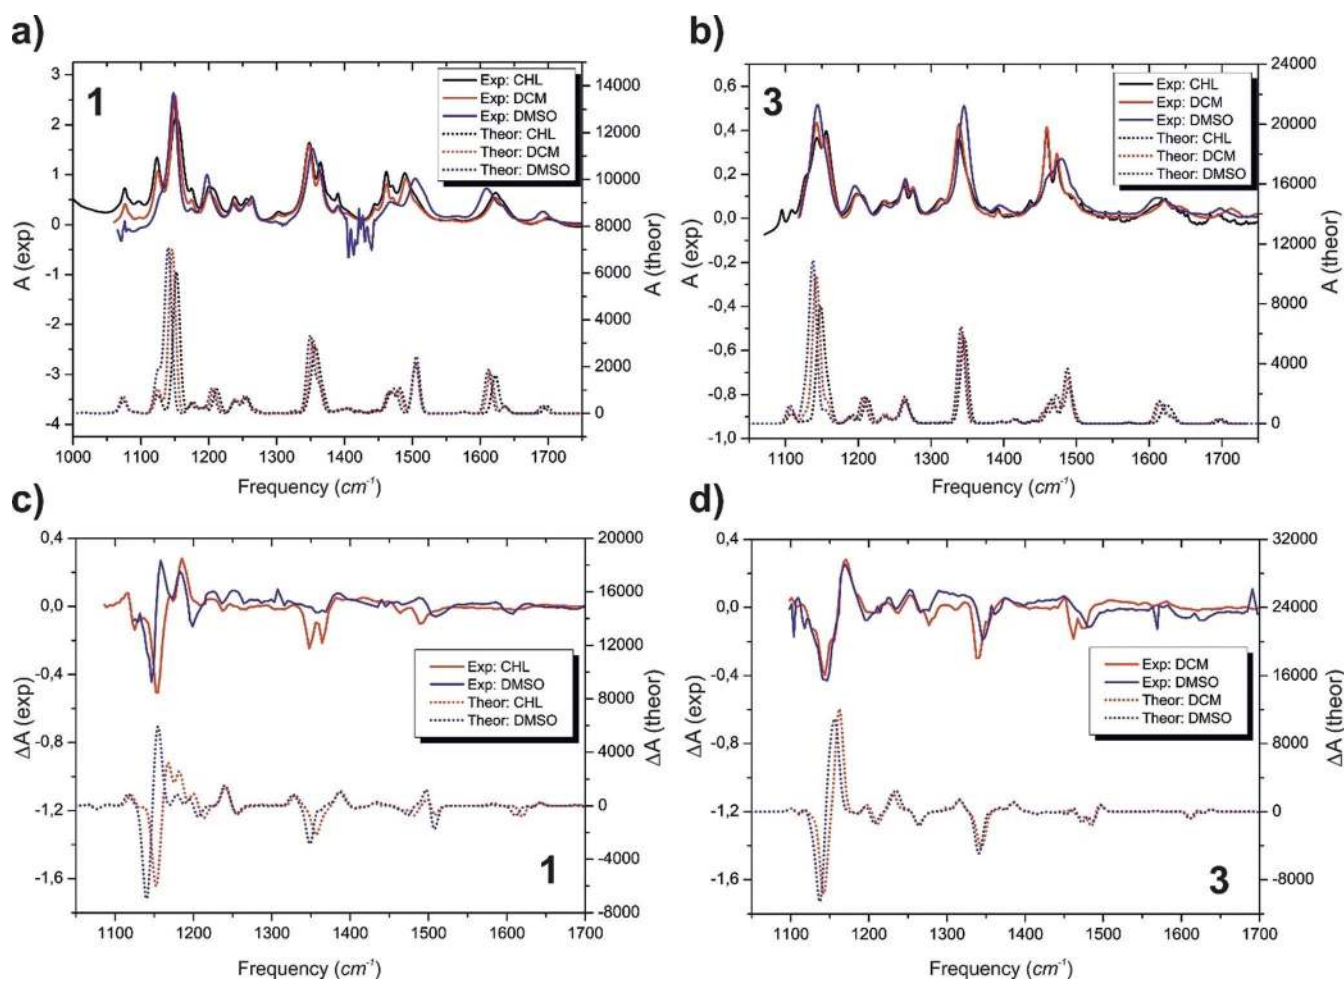 a)
1
3
2
1
0
-1
-2
-3
-4
A (exp)
14000
12000
10000
8000
6000
4000
2000
0
A (theor)
Exp: CHL
Exp: DCM
Exp: DMSO
Theor: CHL
Theor: DCM
Theor: DMSO
1000 1100 1200 1300 1400 1500 1600 1700
Frequency (cm⁻¹)
b)
3
0,6
0,4
0,2
0,0
-0,2
-0,4
-0,6
-0,8
-1,0
A (exp)
24000
20000
16000
12000
8000
4000
0
A (theor)
Exp: CHL
Exp: DCM
Exp: DMSO
Theor: CHL
Theor: DCM
Theor: DMSO
1100 1200 1300 1400 1500 1600 1700
Frequency (cm⁻¹)
c)
0,4
0,0
-0,4
-0,8
-1,2
-1,6
ΔA (exp)
20000
16000
12000
8000
4000
0
-4000
-8000
ΔA (theor)
Exp: CHL
Exp: DMSO
Theor: CHL
Theor: DMSO
1
1100 1200 1300 1400 1500 1600 1700
Frequency (cm⁻¹)
d)
0,4
0,0
-0,4
-0,8
-1,2
-1,6
ΔA (exp)
32000
24000
16000
8000
0
-8000
ΔA (theor)
Exp: DCM
Exp: DMSO
Theor: DCM
Theor: DMSO
3
1100 1200 1300 1400 1500 1600 1700
Frequency (cm⁻¹)